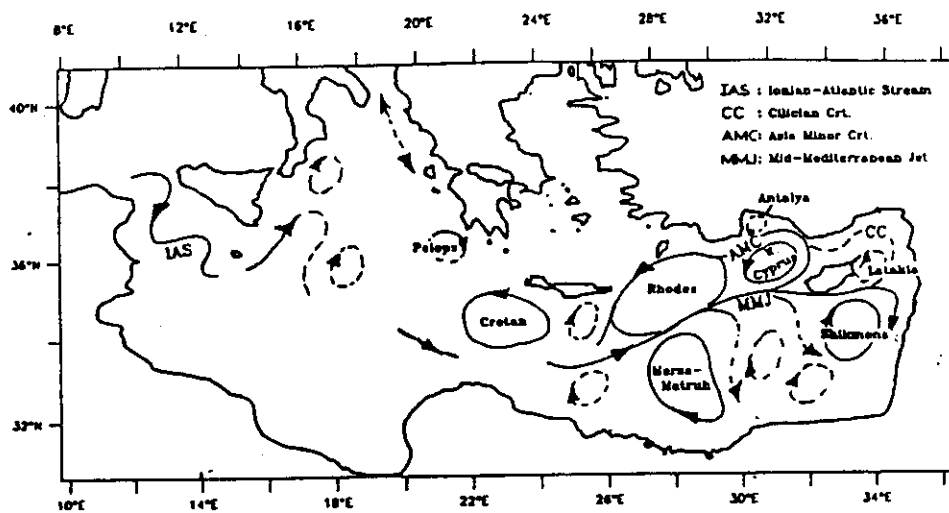 8°E 12°E 16°E 20°E 24°E 28°E 32°E 36°E
40°N
IAS : Ionian-Atlantic Stream
CC : Cilician Crt.
AMC: Asia Minor Crt.
MMJ: Mid-Mediterranean Jet
Antalya
AMC
CC
Pelops
IAS
36°N
Cyprus
Latakia
Rhodes
MMJ
Cretan
Shikmona
Mersa-
Matruh
32°N
10°E 14°E 18°E 22°E 26°E 30°E 34°E